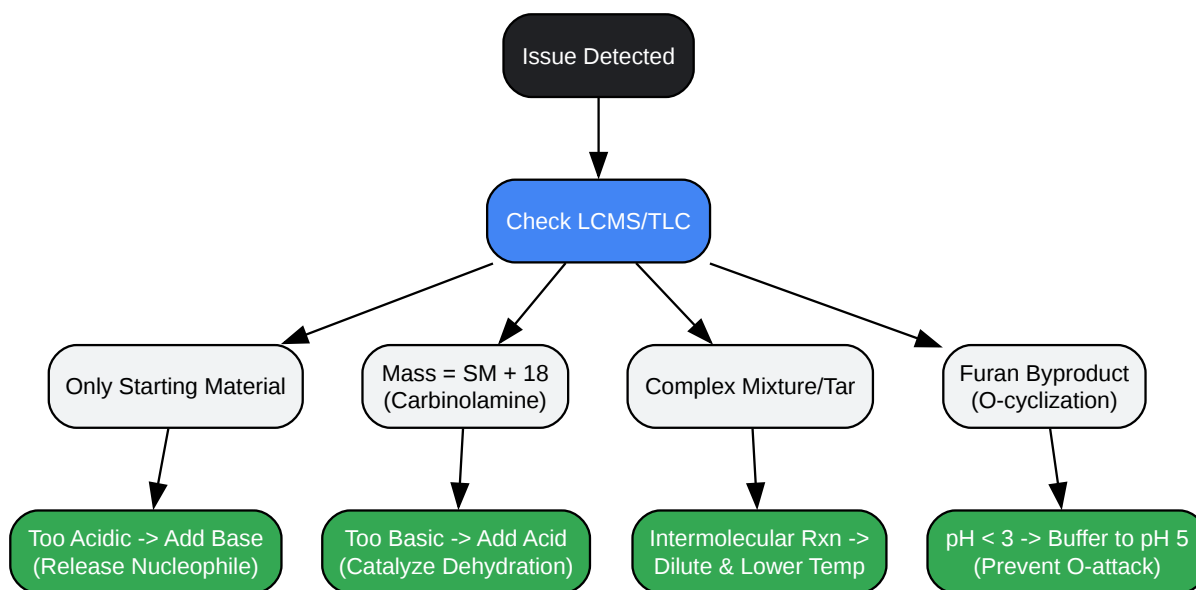 Issue Detected
Check LCMS/TLC
Only Starting Material
Mass = SM + 18
(Carbinolamine)
Complex Mixture/Tar
Furan Byproduct
(O-cyclization)
Too Acidic -> Add Base
(Release Nucleophile)
Too Basic -> Add Acid
(Catalyze Dehydration)
Intermolecular Rxn ->
Dilute & Lower Temp
pH < 3 -> Buffer to pH 5
(Prevent O-attack)